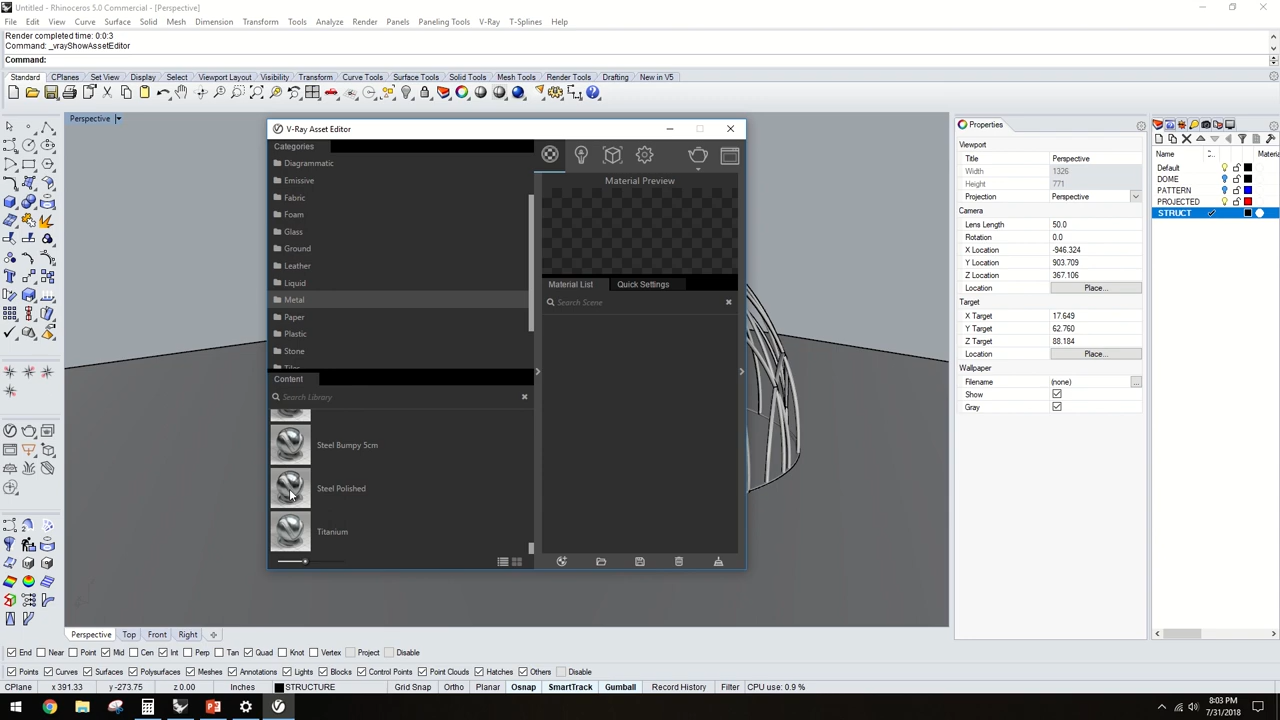 Untitled - Rhinoceros 5.0 Commercial - [Perspective]
File Edit View Curve Surface Solid Mesh Dimension Transform Tools Analyze Render Panels Paneling Tools V-Ray T-Splines Help
Render completed time: 0:0:3
Command: _vrayShowAssetEditor
Command:
Standard CPlanes Set View Display Select Viewport Layout Visibility Transform Curve Tools Surface Tools Solid Tools Mesh Tools Render Tools Drafting New in V5
Perspective
V-Ray Asset Editor
Categories
Diagrammatic
Emissive
Fabric
Foam
Glass
Ground
Leather
Liquid
Metal
Paper
Plastic
Stone
Tiles
Content
Search Library
Steel Bumpy 5cm
Steel Polished
Titanium
Material Preview
Material List Quick Settings
Search Scene
Properties
Viewport
Title Perspective
Width 1326
Height 771
Projection Perspective
Camera
Lens Length 50.0
Rotation 0.0
X Location -946.324
Y Location 903.709
Z Location 367.106
Location Place...
Target
X Target 17.649
Y Target 62.760
Z Target 88.184
Location Place...
Wallpaper
Filename (none) ...
Show
Gray
Name Material
Default
DOME
PATTERN
PROJECTED
STRUCT
Perspective Top Front Right
End Near Point Mid Cen Int Perp Tan Quad Knot Vertex Project Disable
Points Curves Surfaces Polysurfaces Meshes Annotations Lights Blocks Control Points Point Clouds Hatches Others Disable
CPlane x 391.33 y -273.75 z 0.00 Inches STRUCTURE Grid Snap Ortho Planar Osnap SmartTrack Gumball Record History Filter CPU use: 0.9 %
8:03 PM
7/31/2018